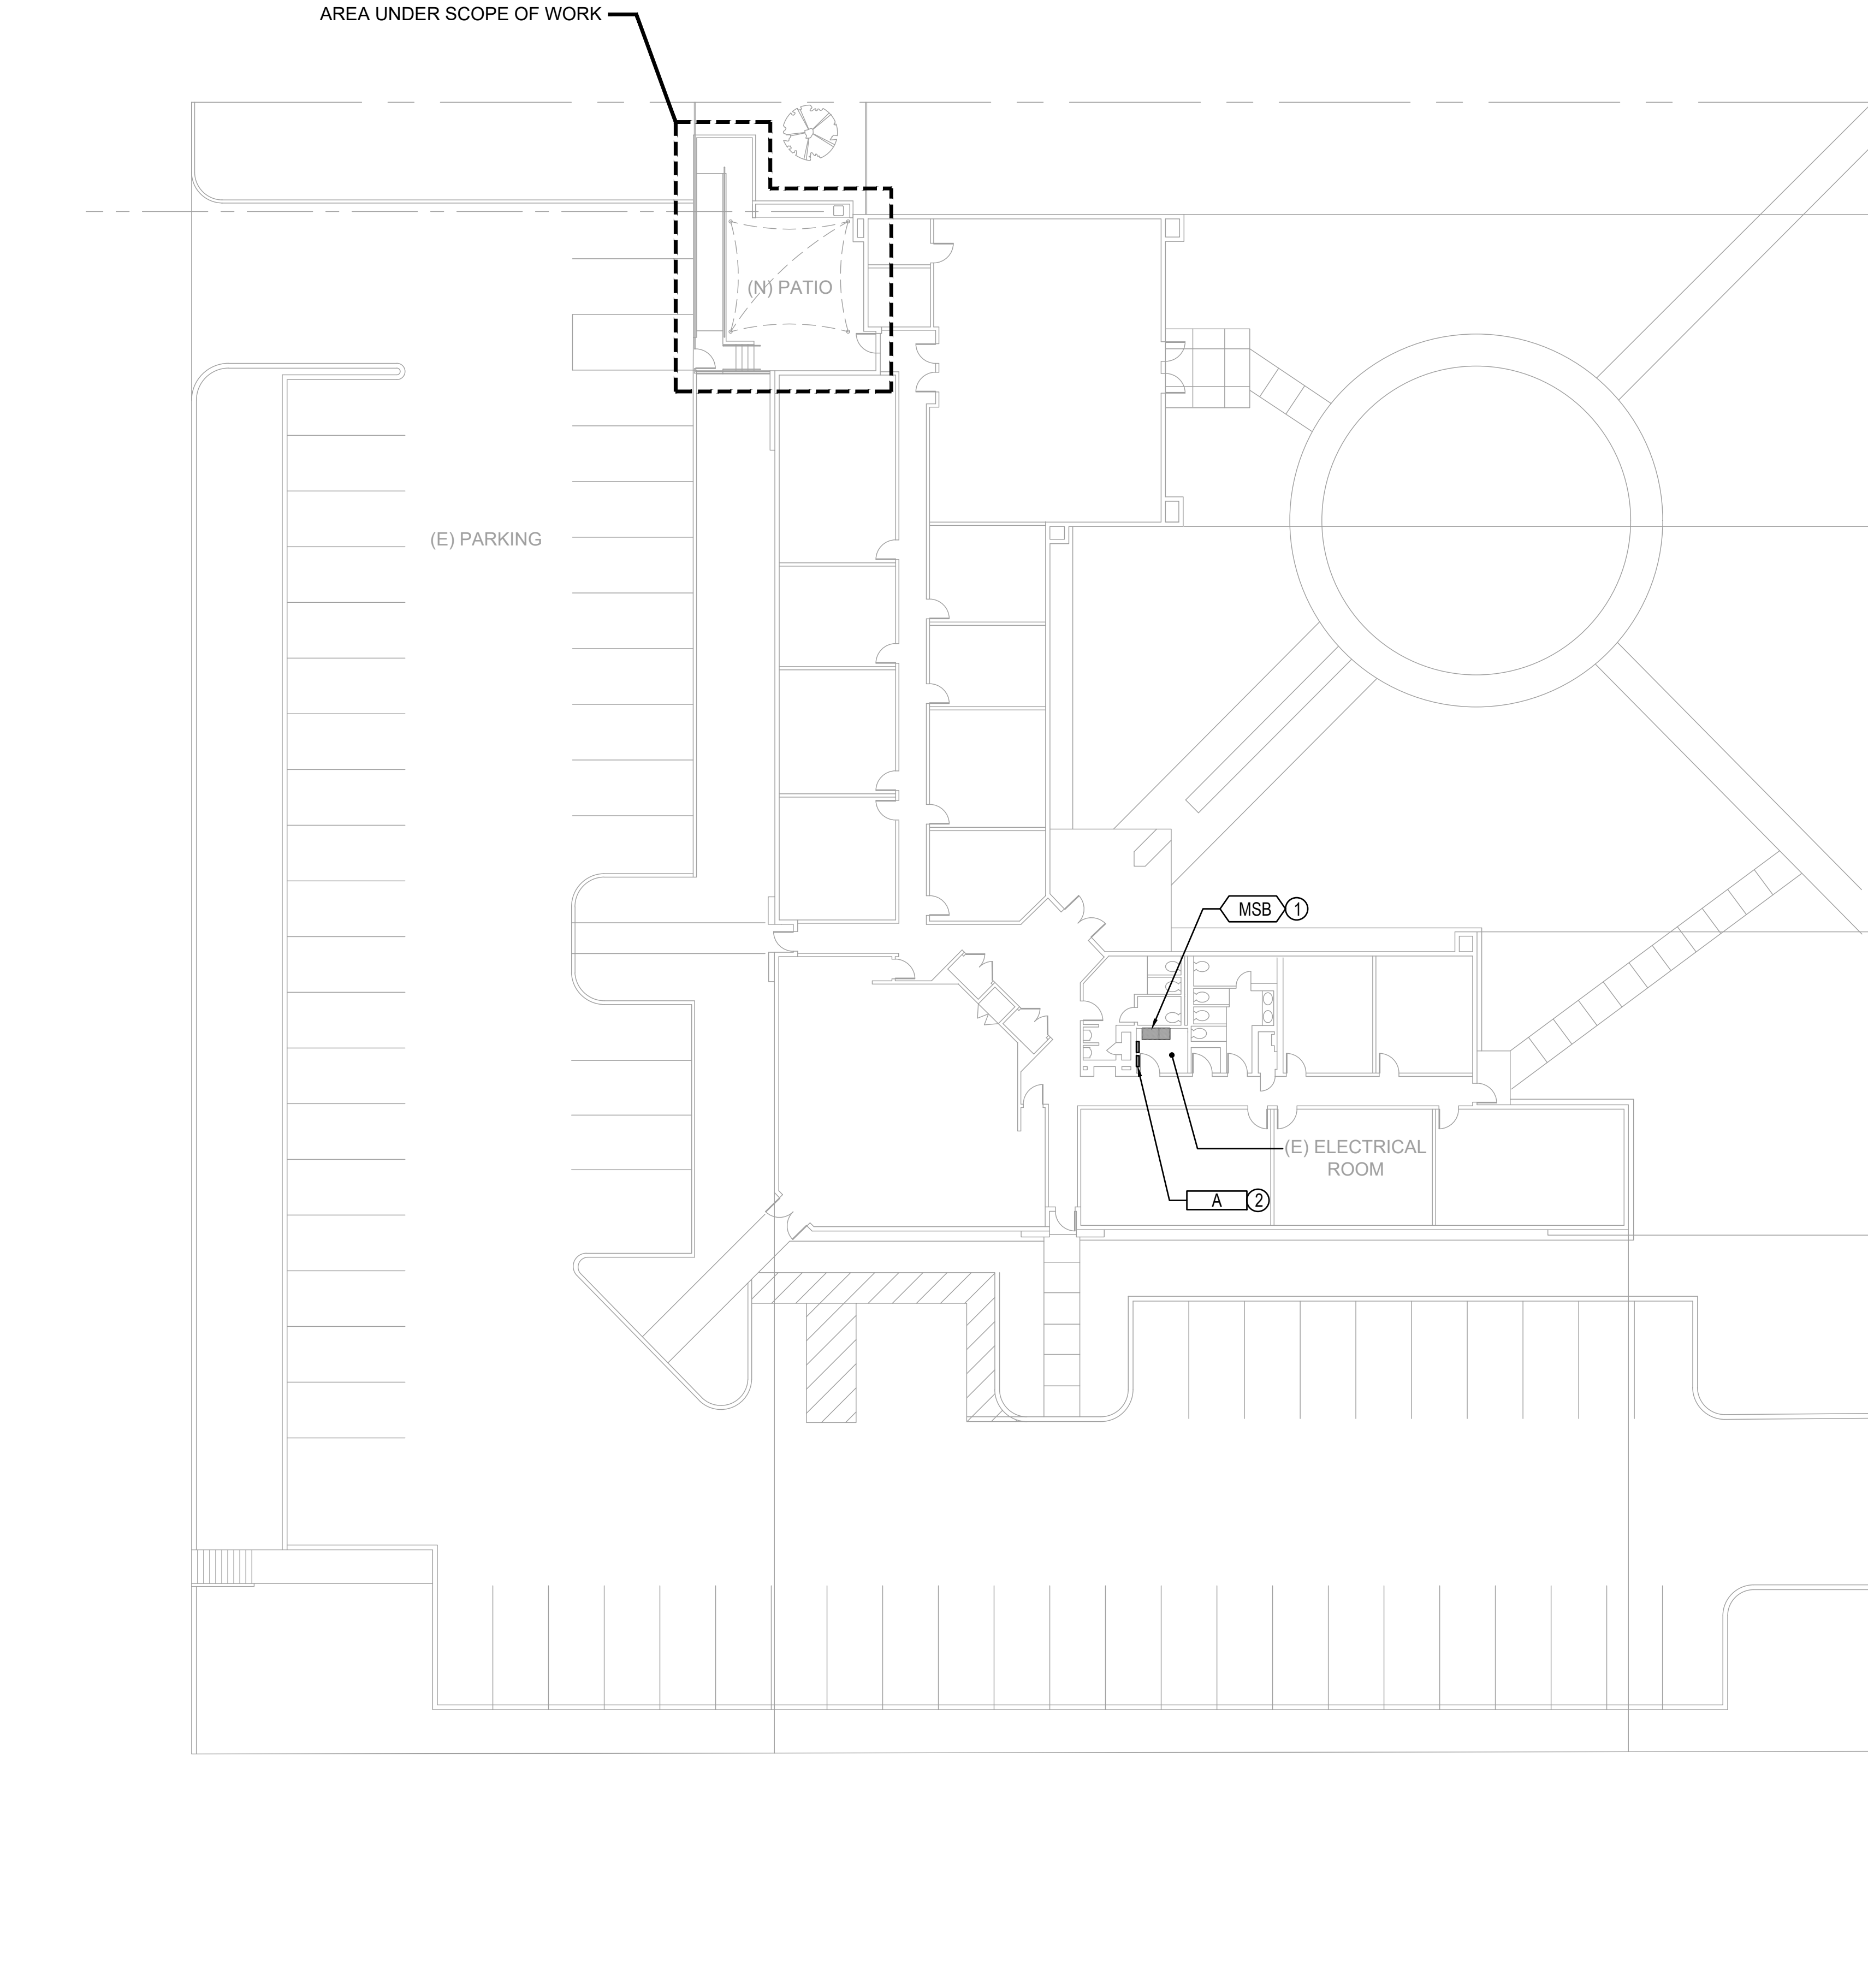 AREA UNDER SCOPE OF WORK
(N) PATIO
(E) PARKING
MSB 1
(E) ELECTRICAL
ROOM
A 2